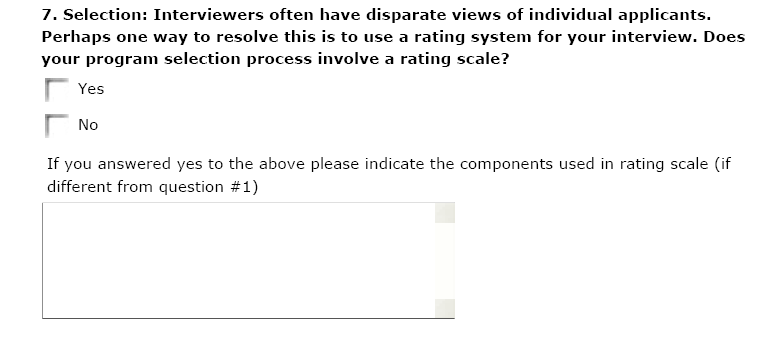 7. Selection: Interviewers often have disparate views of individual applicants.
Perhaps one way to resolve this is to use a rating system for your interview. Does
your program selection process involve a rating scale?
Yes
No
If you answered yes to the above please indicate the components used in rating scale (if
different from question #1)